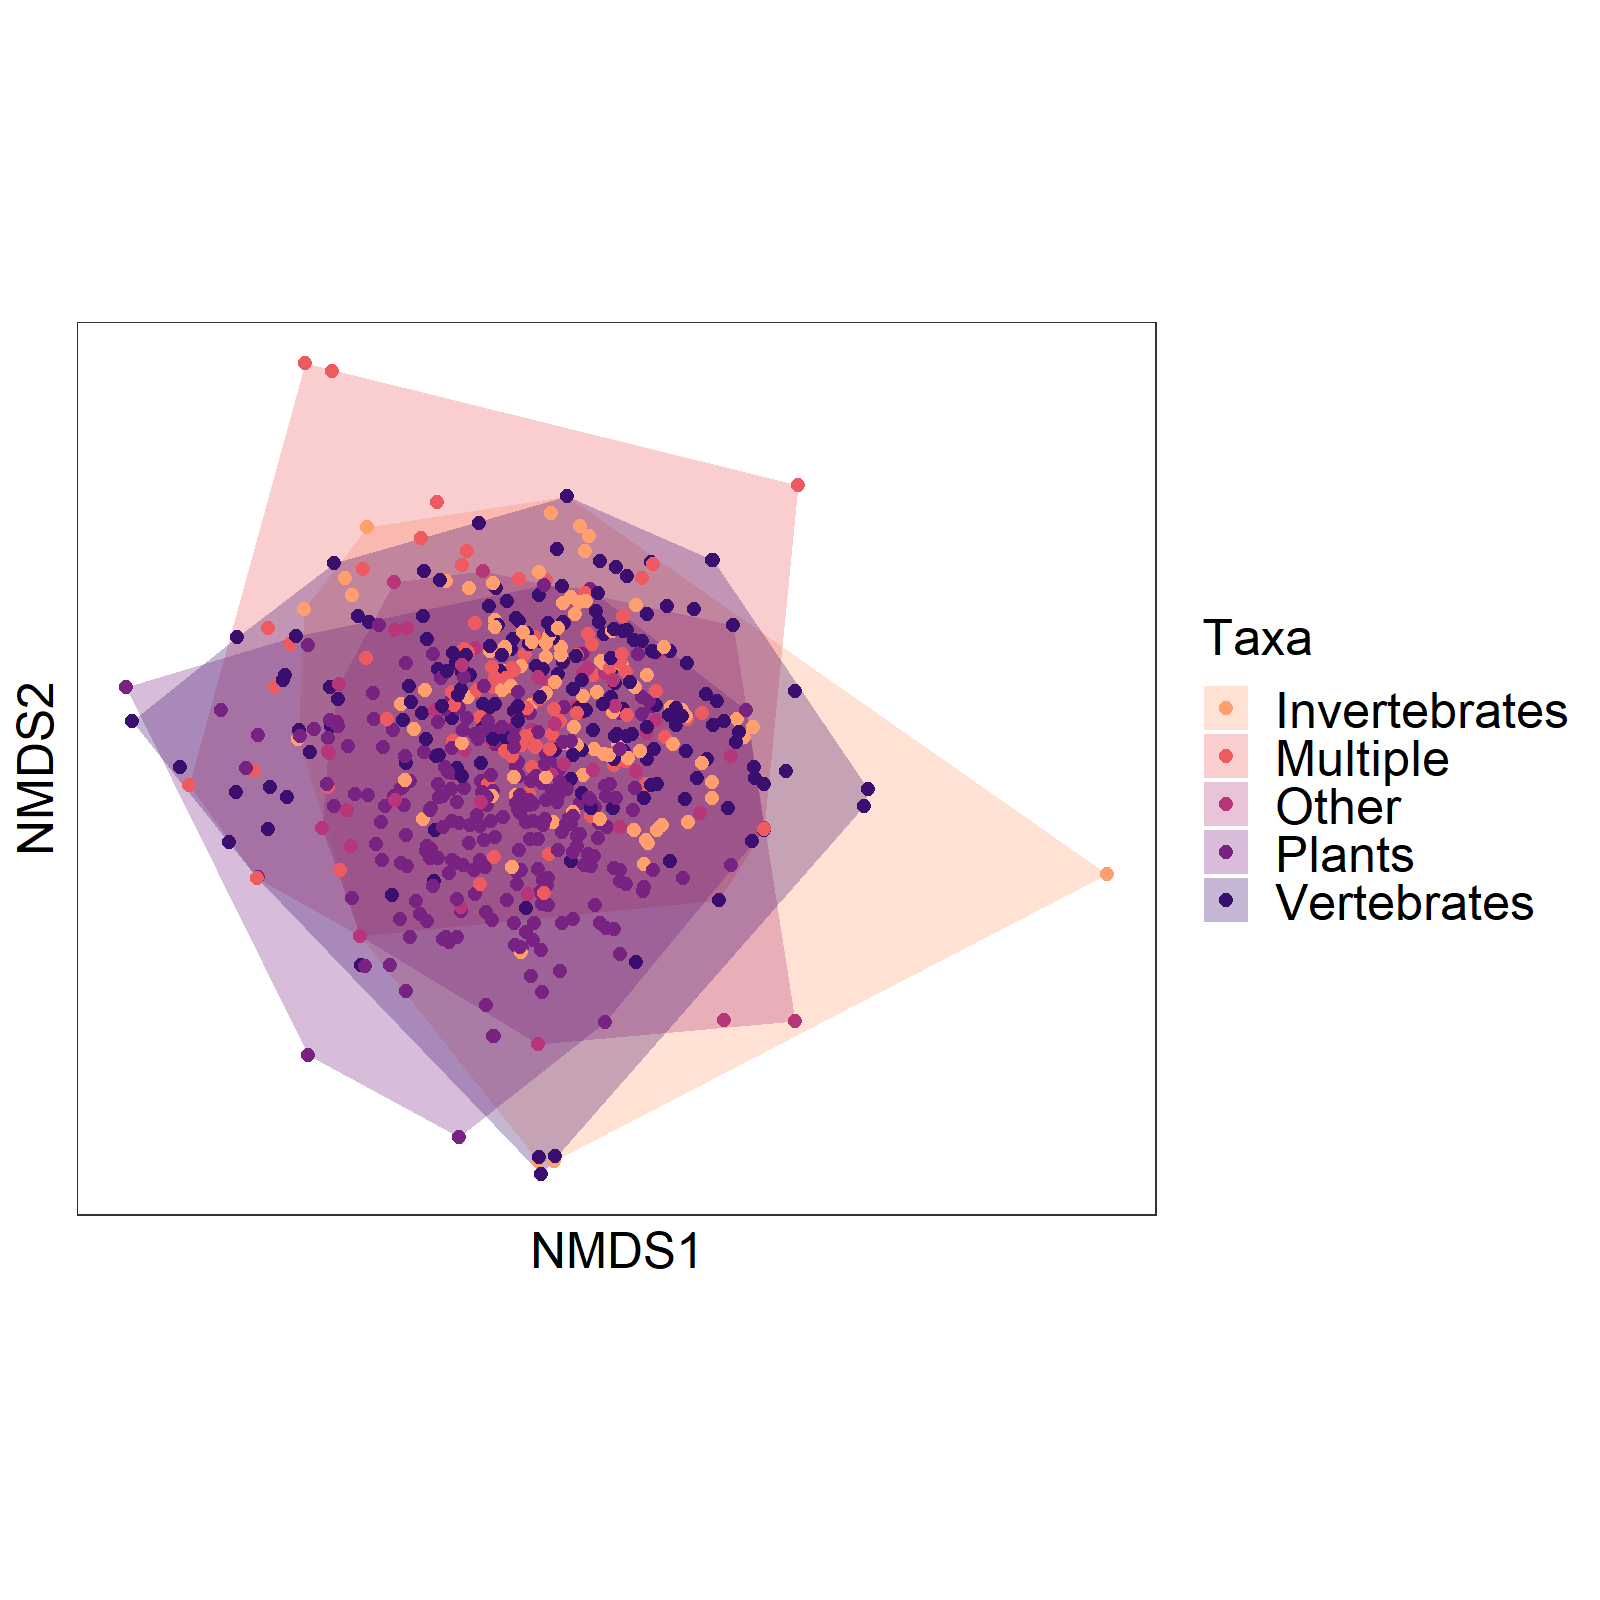 NMDS2
NMDS1
Taxa
Invertebrates
Multiple
Other
Plants
Vertebrates